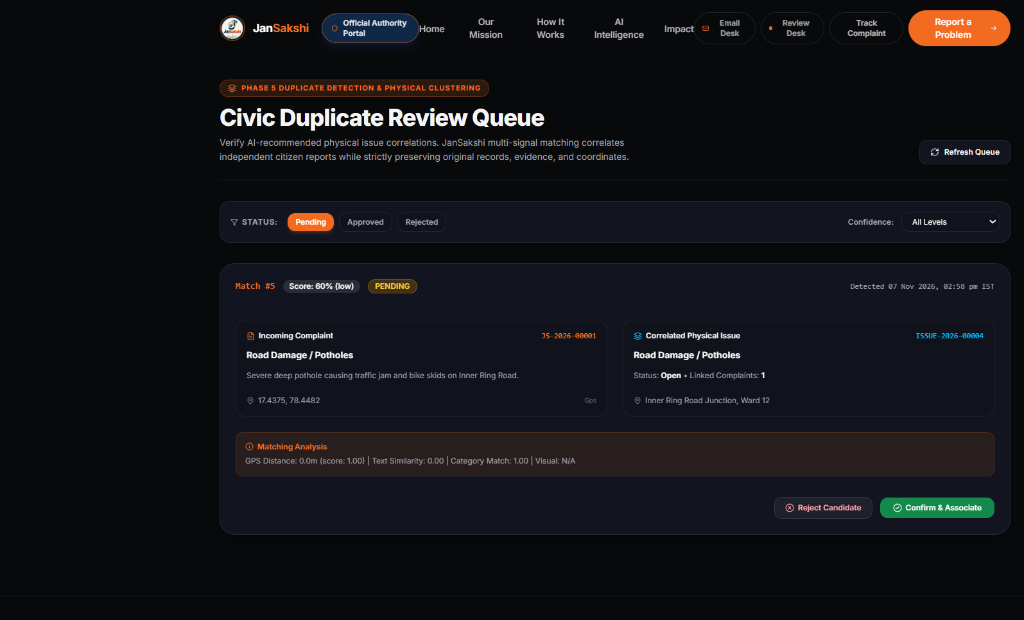 JanSakshi
Official Authority Portal
Home
Our Mission
How It Works
AI Intelligence
Impact
Email Desk
Review Desk
Track Complaint
Report a Problem →
PHASE 5 DUPLICATE DETECTION & PHYSICAL CLUSTERING
Civic Duplicate Review Queue
Verify AI-recommended physical issue correlations. JanSakshi multi-signal matching correlates
independent citizen reports while strictly preserving original records, evidence, and coordinates.
Refresh Queue
STATUS: Pending Approved Rejected
Confidence: All Levels
Match #5 Score: 60% (low) PENDING
Detected 07 Nov 2026, 02:58 pm IST
Incoming Complaint JS-2026-00001
Road Damage / Potholes
Severe deep pothole causing traffic jam and bike skids on Inner Ring Road.
17.4375, 78.4482 Gps
Correlated Physical Issue ISSUE-2026-00004
Road Damage / Potholes
Status: Open • Linked Complaints: 1
Inner Ring Road Junction, Ward 12
Matching Analysis
GPS Distance: 0.0m (score: 1.00) | Text Similarity: 0.00 | Category Match: 1.00 | Visual: N/A
Reject Candidate
Confirm & Associate